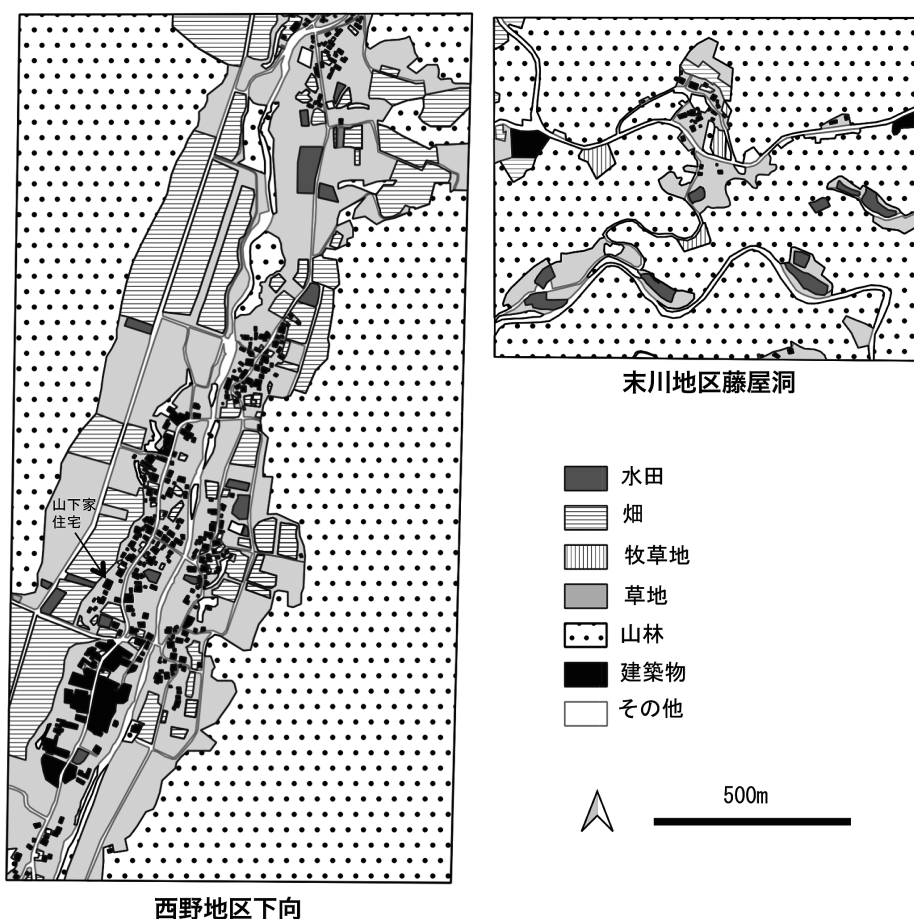 末川地区藤屋洞
水田
畑
牧草地
草地
山林
建築物
その他
山下家
住宅
500m
西野地区下向